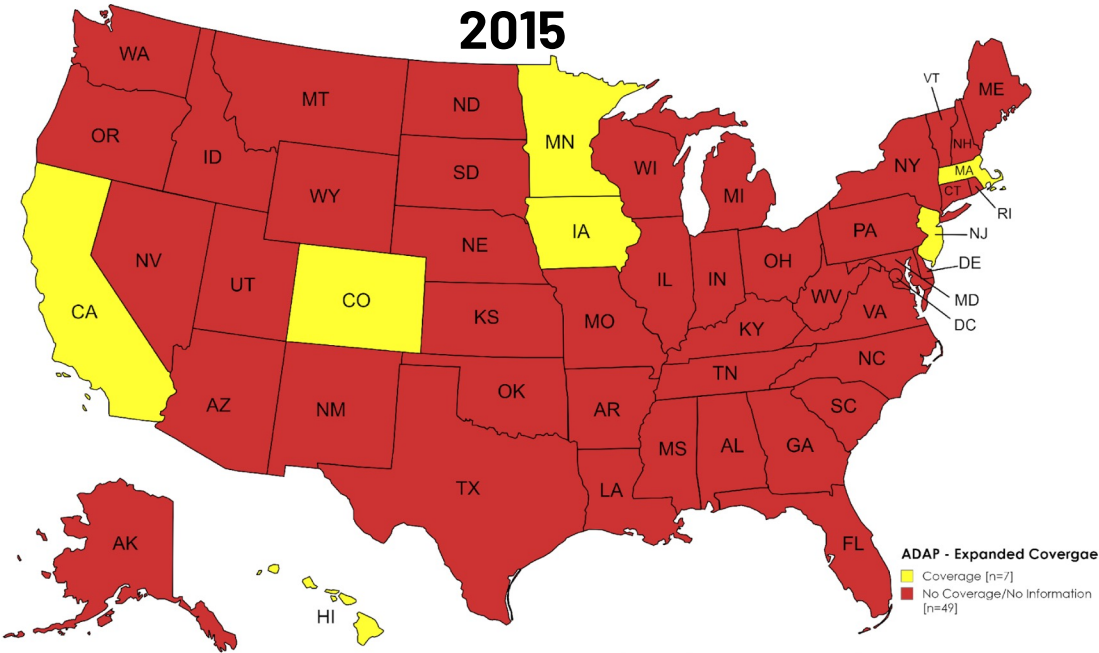 2015
WA
MT
ND
MN
OR
ID
SD
WI
MI
NY
VT
NH
ME
MA
CT
RI
NJ
WY
NE
IA
PA
NV
UT
CO
KS
IL
IN
OH
DE
MD
DC
CA
MO
KY
WV
VA
AZ
NM
OK
AR
TN
NC
SC
TX
LA
MS
AL
GA
FL
AK
HI
ADAP - Expanded Covergae
Coverage [n=7]
No Coverage/No Information
[n=49]